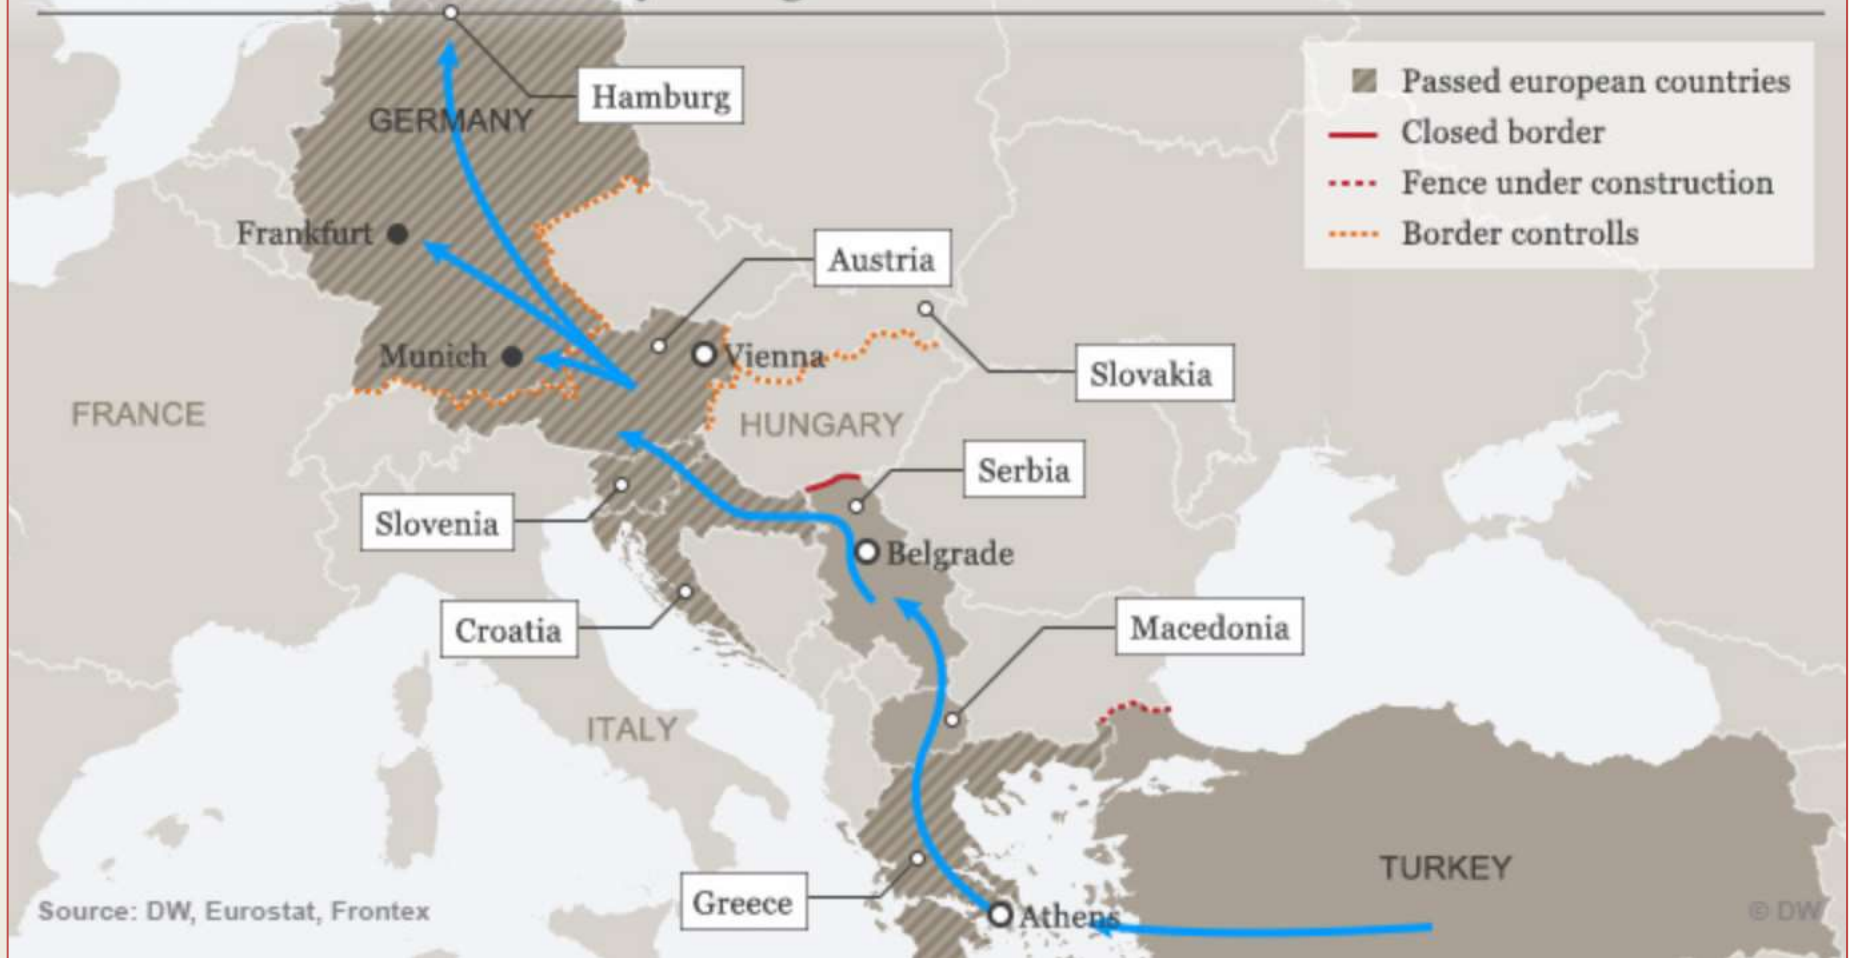 Hamburg
GERMANY
Passed european countries
Closed border
Fence under construction
Border controlls
Frankfurt
Austria
Munich
Vienna
Slovakia
FRANCE
HUNGARY
Serbia
Slovenia
Belgrade
Croatia
Macedonia
ITALY
TURKEY
Greece
Athens
Source: DW, Eurostat, Frontex
© DW